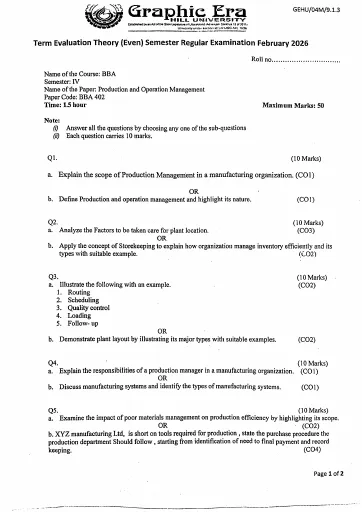 GEHU/04M/9.1.3
Graphic Era
HILL UNIVERSITY
Term Evaluation Theory (Even) Semester Regular Examination February 2026
Roll no.................................
Name of the Course: BBA
Semester: IV
Name of the Paper: Production and Operation Management
Paper Code: BBA 402
Time: 1.5 hour Maximum Marks: 50
Note:
(i) Answer all the questions by choosing any one of the sub-questions
(ii) Each question carries 10 marks.
Q1. (10 Marks)
a. Explain the scope of Production Management in a manufacturing organization. (CO1)
OR
b. Define Production and operation management and highlight its nature. (CO1)
Q2. (10 Marks)
a. Analyze the Factors to be taken care for plant location. (CO3)
OR
b. Apply the concept of Storekeeping to explain how organization manage inventory efficiently and its
types with suitable example. (CO2)
Q3. (10 Marks)
a. Illustrate the following with an example. (CO2)
1. Routing
2. Scheduling
3. Quality control
4. Loading
5. Follow- up
OR
b. Demonstrate plant layout by illustrating its major types with suitable examples. (CO2)
Q4. (10 Marks)
a. Explain the responsibilities of a production manager in a manufacturing organization. (CO1)
OR
b. Discuss manufacturing systems and identify the types of manufacturing systems. (CO1)
Q5. (10 Marks)
a. Examine the impact of poor materials management on production efficiency by highlighting its scope.
OR (CO2)
b. XYZ manufacturing Ltd, is short on tools required for production , state the purchase procedure the
production department Should follow , starting from identification of need to final payment and record
keeping. (CO4)
Page 1 of 2